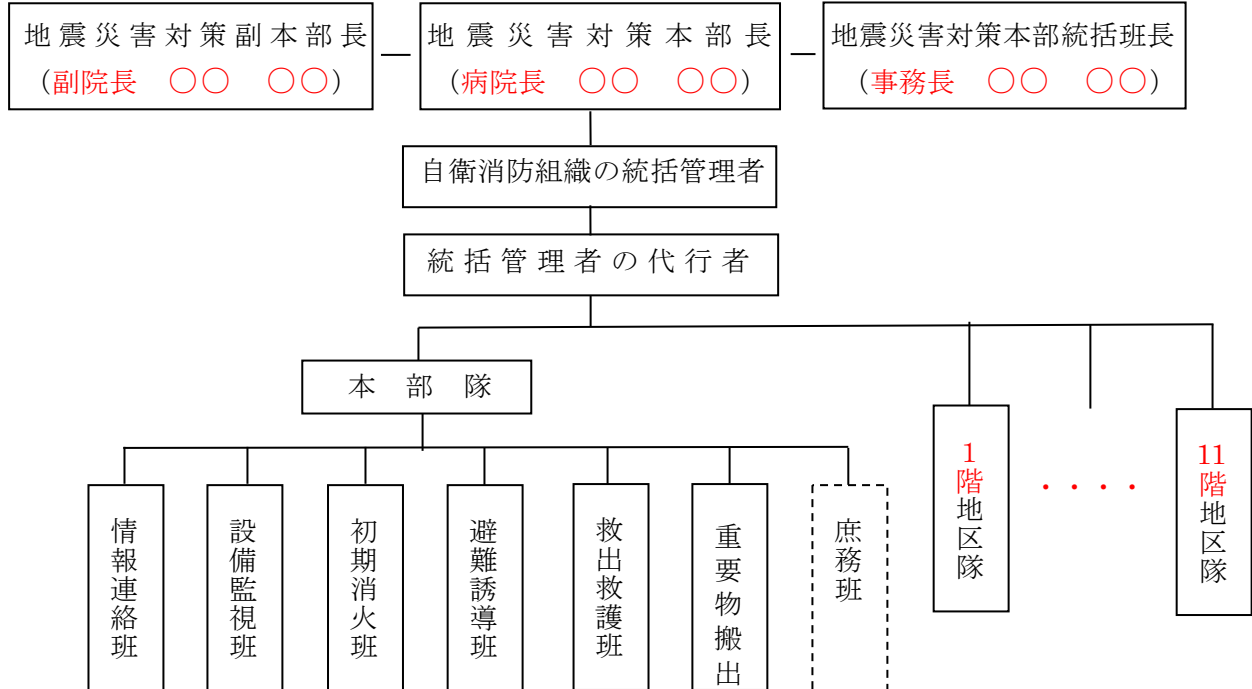 地震災害対策副本部長
（副院長　○○　○○）
地震災害対策本部長
（病院長　○○　○○）
地震災害対策本部統括班長
（事務長　○○　○○）
自衛消防組織の統括管理者
統括管理者の代行者
本部隊
1階地区隊
・・・・
11階地区隊
情報連絡班
設備監視班
初期消火班
避難誘導班
救出救護班
重要物搬出
庶務班